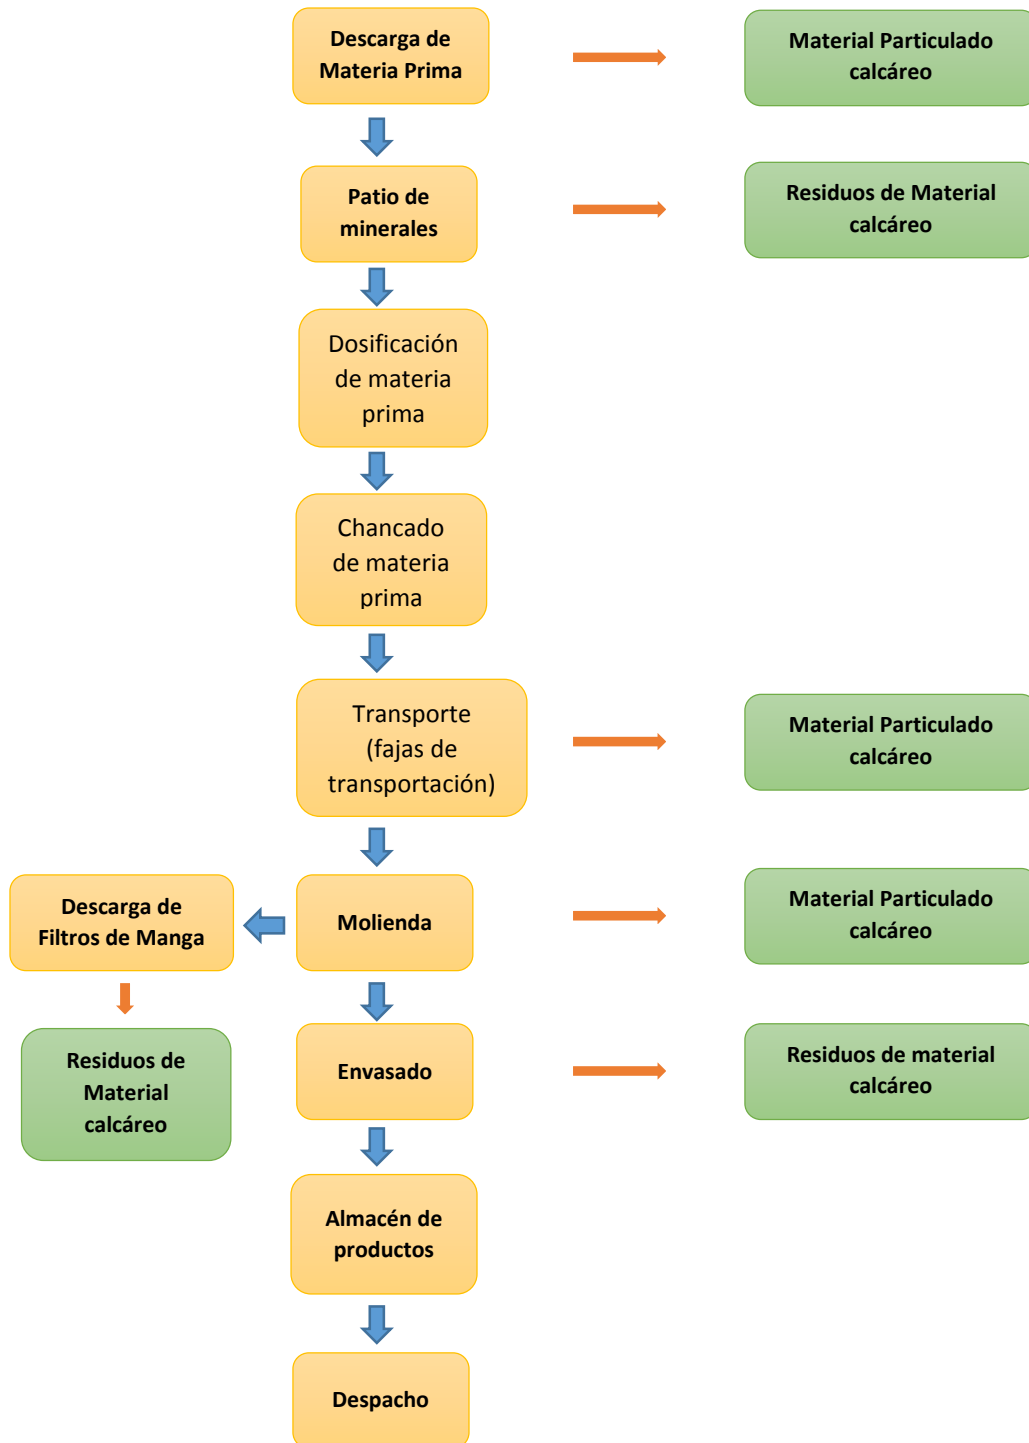 Descarga de
Materia Prima
Material Particulado
calcáreo
Patio de
minerales
Residuos de Material
calcáreo
Dosificación
de materia
prima
Chancado
de materia
prima
Transporte
(fajas de
transportación)
Material Particulado
calcáreo
Descarga de
Filtros de Manga
Molienda
Material Particulado
calcáreo
Residuos de
Material
calcáreo
Envasado
Residuos de material
calcáreo
Almacén de
productos
Despacho